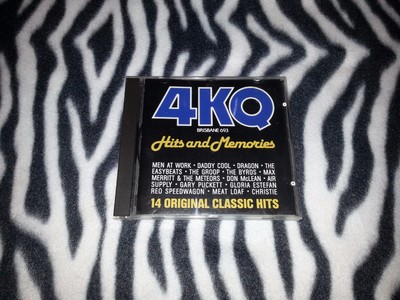 4KQ
BRISBANE 693
Hits and Memories
MEN AT WORK • DADDY COOL • DRAGON • THE
EASYBEATS • THE GROOP • THE BYRDS • MAX
MERRITT & THE METEORS • DON McLEAN • AIR
SUPPLY • GARY PUCKETT • GLORIA ESTEFAN
REO SPEEDWAGON • MEAT LOAF • CHRISTIE
14 ORIGINAL CLASSIC HITS